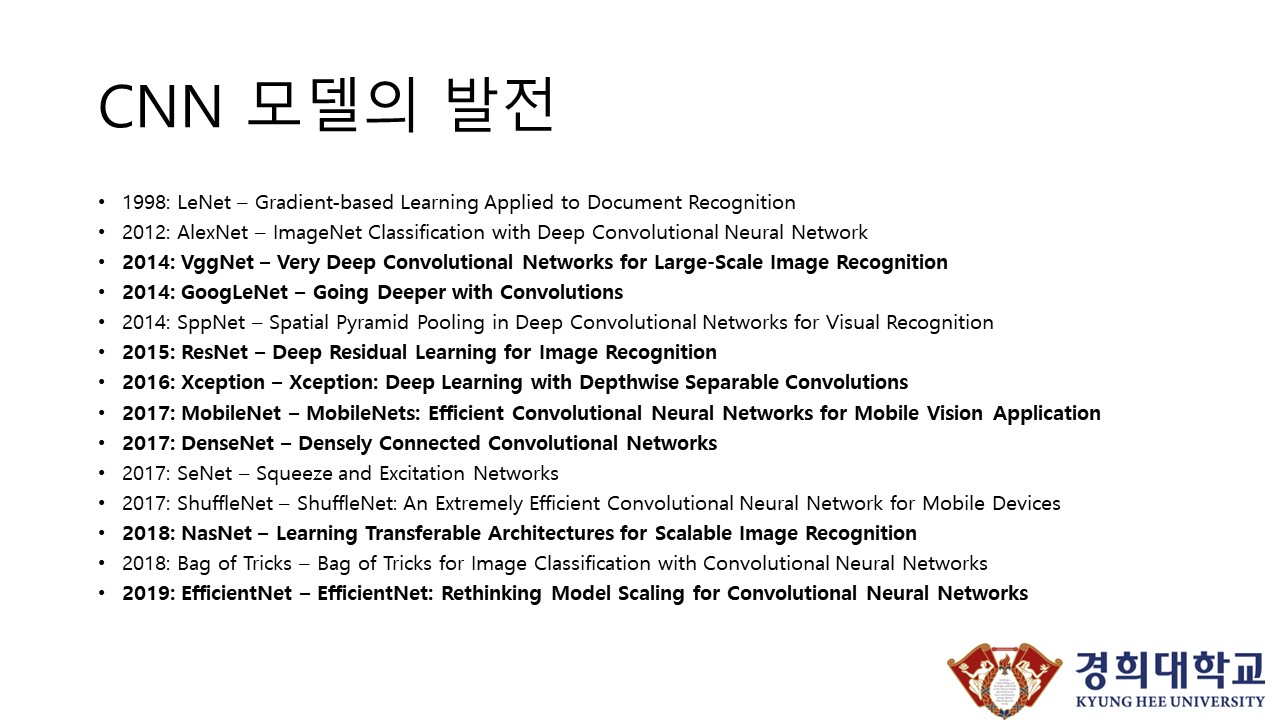 CNN 모델의 발전
• 1998: LeNet – Gradient-based Learning Applied to Document Recognition
• 2012: AlexNet – ImageNet Classification with Deep Convolutional Neural Network
• 2014: VggNet – Very Deep Convolutional Networks for Large-Scale Image Recognition
• 2014: GoogLeNet – Going Deeper with Convolutions
• 2014: SppNet – Spatial Pyramid Pooling in Deep Convolutional Networks for Visual Recognition
• 2015: ResNet – Deep Residual Learning for Image Recognition
• 2016: Xception – Xception: Deep Learning with Depthwise Separable Convolutions
• 2017: MobileNet – MobileNets: Efficient Convolutional Neural Networks for Mobile Vision Application
• 2017: DenseNet – Densely Connected Convolutional Networks
• 2017: SeNet – Squeeze and Excitation Networks
• 2017: ShuffleNet – ShuffleNet: An Extremely Efficient Convolutional Neural Network for Mobile Devices
• 2018: NasNet – Learning Transferable Architectures for Scalable Image Recognition
• 2018: Bag of Tricks – Bag of Tricks for Image Classification with Convolutional Neural Networks
• 2019: EfficientNet – EfficientNet: Rethinking Model Scaling for Convolutional Neural Networks
경희대학교
KYUNG HEE UNIVERSITY